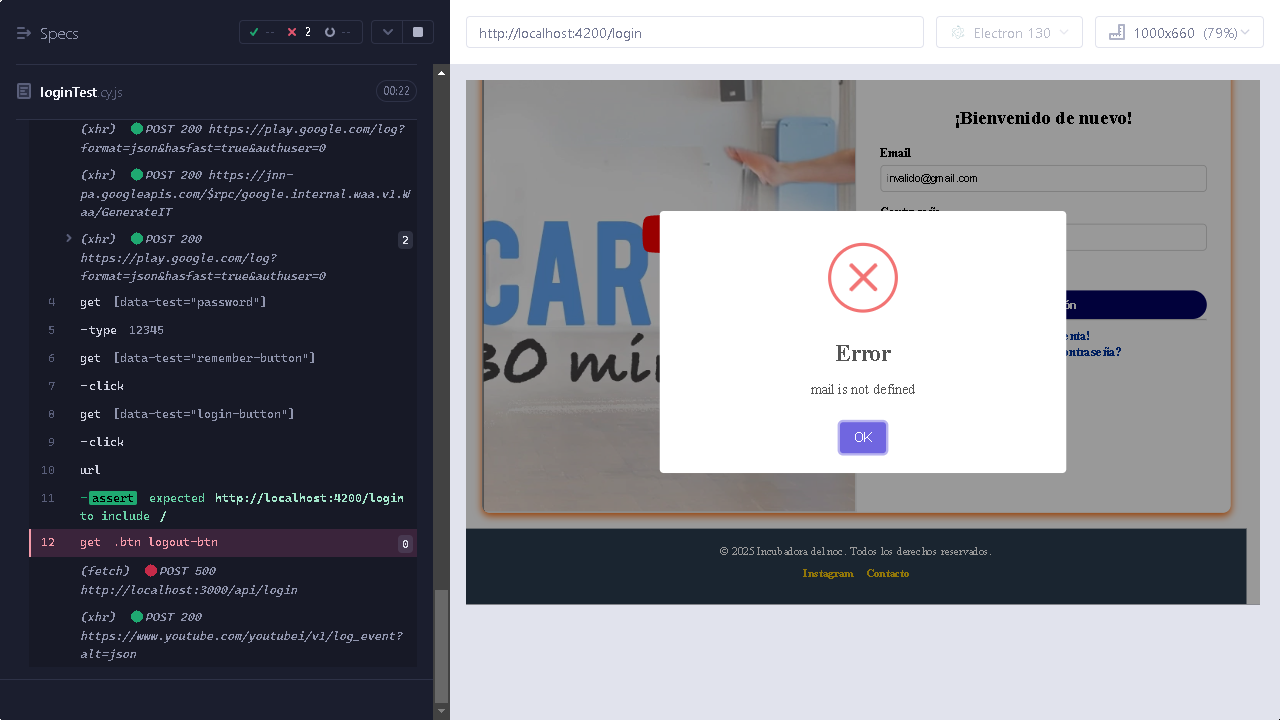 Specs
--
2
--
loginTest.cy.js
00:22
(xhr) POST 200 https://play.google.com/log?
format=json&hasfast=true&authuser=0
(xhr) POST 200 https://jnn-
pa.googleapis.com/$rpc/google.internal.waa.v1.W
aa/GenerateIT
(xhr) POST 200
2
https://play.google.com/log?
format=json&hasfast=true&authuser=0
4 get [data-test="password"]
5 -type 12345
6 get [data-test="remember-button"]
7 -click
8 get [data-test="login-button"]
9 -click
10 url
11 -assert expected http://localhost:4200/login
to include /
12 get .btn logout-btn 0
(fetch) POST 500
http://localhost:3000/api/login
(xhr) POST 200
https://www.youtube.com/youtubei/v1/log_event?
alt=json
http://localhost:4200/login
Electron 130
1000x660 (79%)
CAR
30 mi
¡Bienvenido de nuevo!
Email
invalido@gmail.com
ón
enta!
ontraseña?
Error
mail is not defined
OK
© 2025 Incubadora del noc. Todos los derechos reservados.
Instagram Contacto